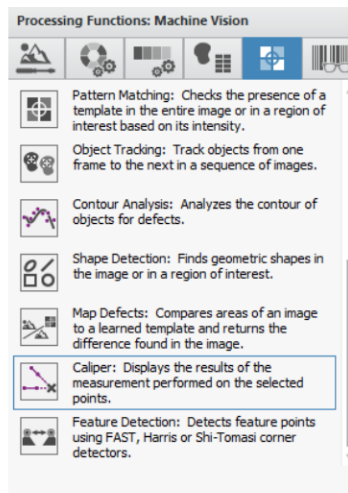 Processing Functions: Machine Vision
Pattern Matching: Checks the presence of a
template in the entire image or in a region of
interest based on its intensity.
Object Tracking: Track objects from one
frame to the next in a sequence of images.
Contour Analysis: Analyzes the contour of
objects for defects.
Shape Detection: Finds geometric shapes in
the image or in a region of interest.
Map Defects: Compares areas of an image
to a learned template and returns the
difference found in the image.
Caliper: Displays the results of the
measurement performed on the selected
points.
Feature Detection: Detects feature points
using FAST, Harris or Shi-Tomasi corner
detectors.